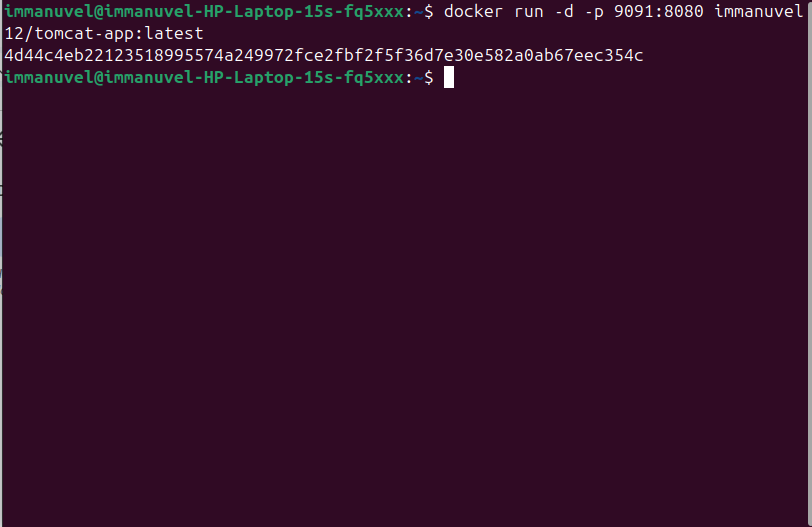 immanuvel@immanuvel-HP-Laptop-15s-fq5xxx:~$ docker run -d -p 9091:8080 immanuvel
12/tomcat-app:latest
4d44c4eb22123518995574a249972fce2fbf2f5f36d7e30e582a0ab67eec354c
immanuvel@immanuvel-HP-Laptop-15s-fq5xxx:~$